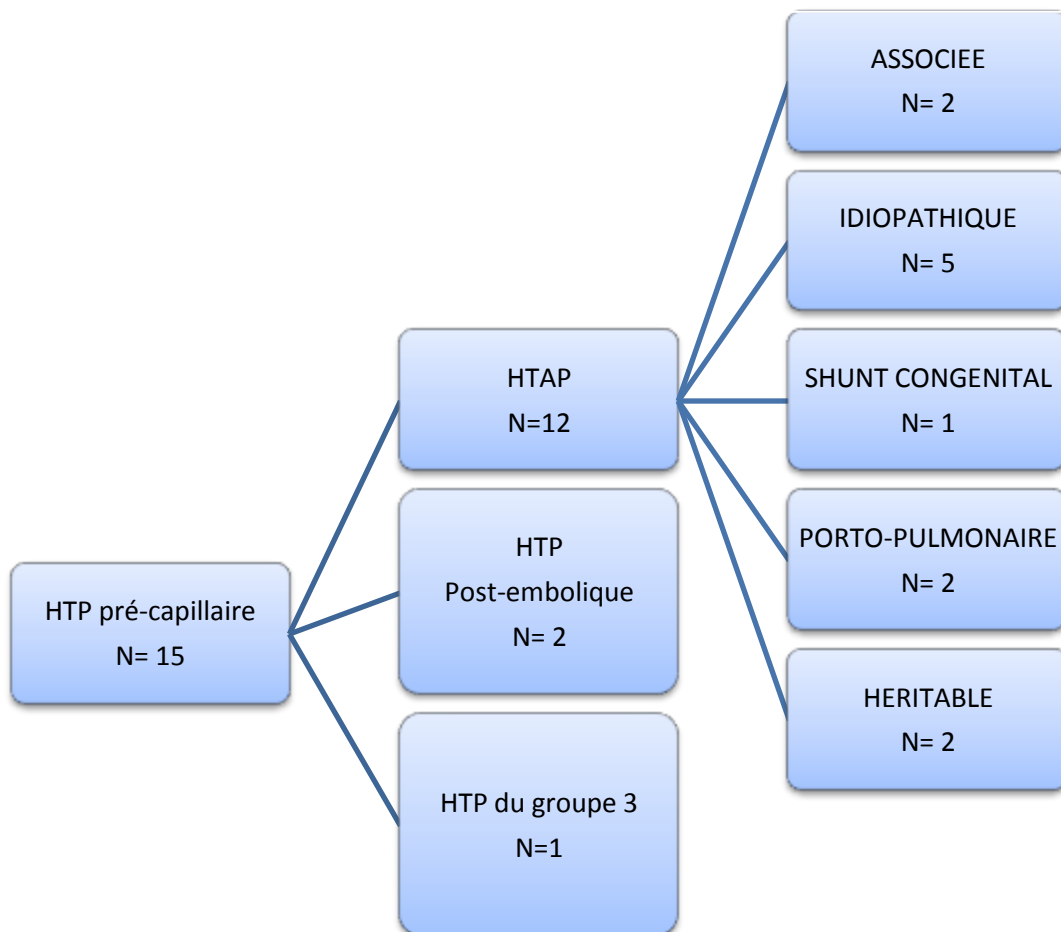 HTP pré-capillaire
N= 15
HTAP
N=12
HTP
Post-embolique
N= 2
HTP du groupe 3
N=1
ASSOCIEE
N= 2
IDIOPATHIQUE
N= 5
SHUNT CONGENITAL
N= 1
PORTO-PULMONAIRE
N= 2
HÉRITABLE
N= 2